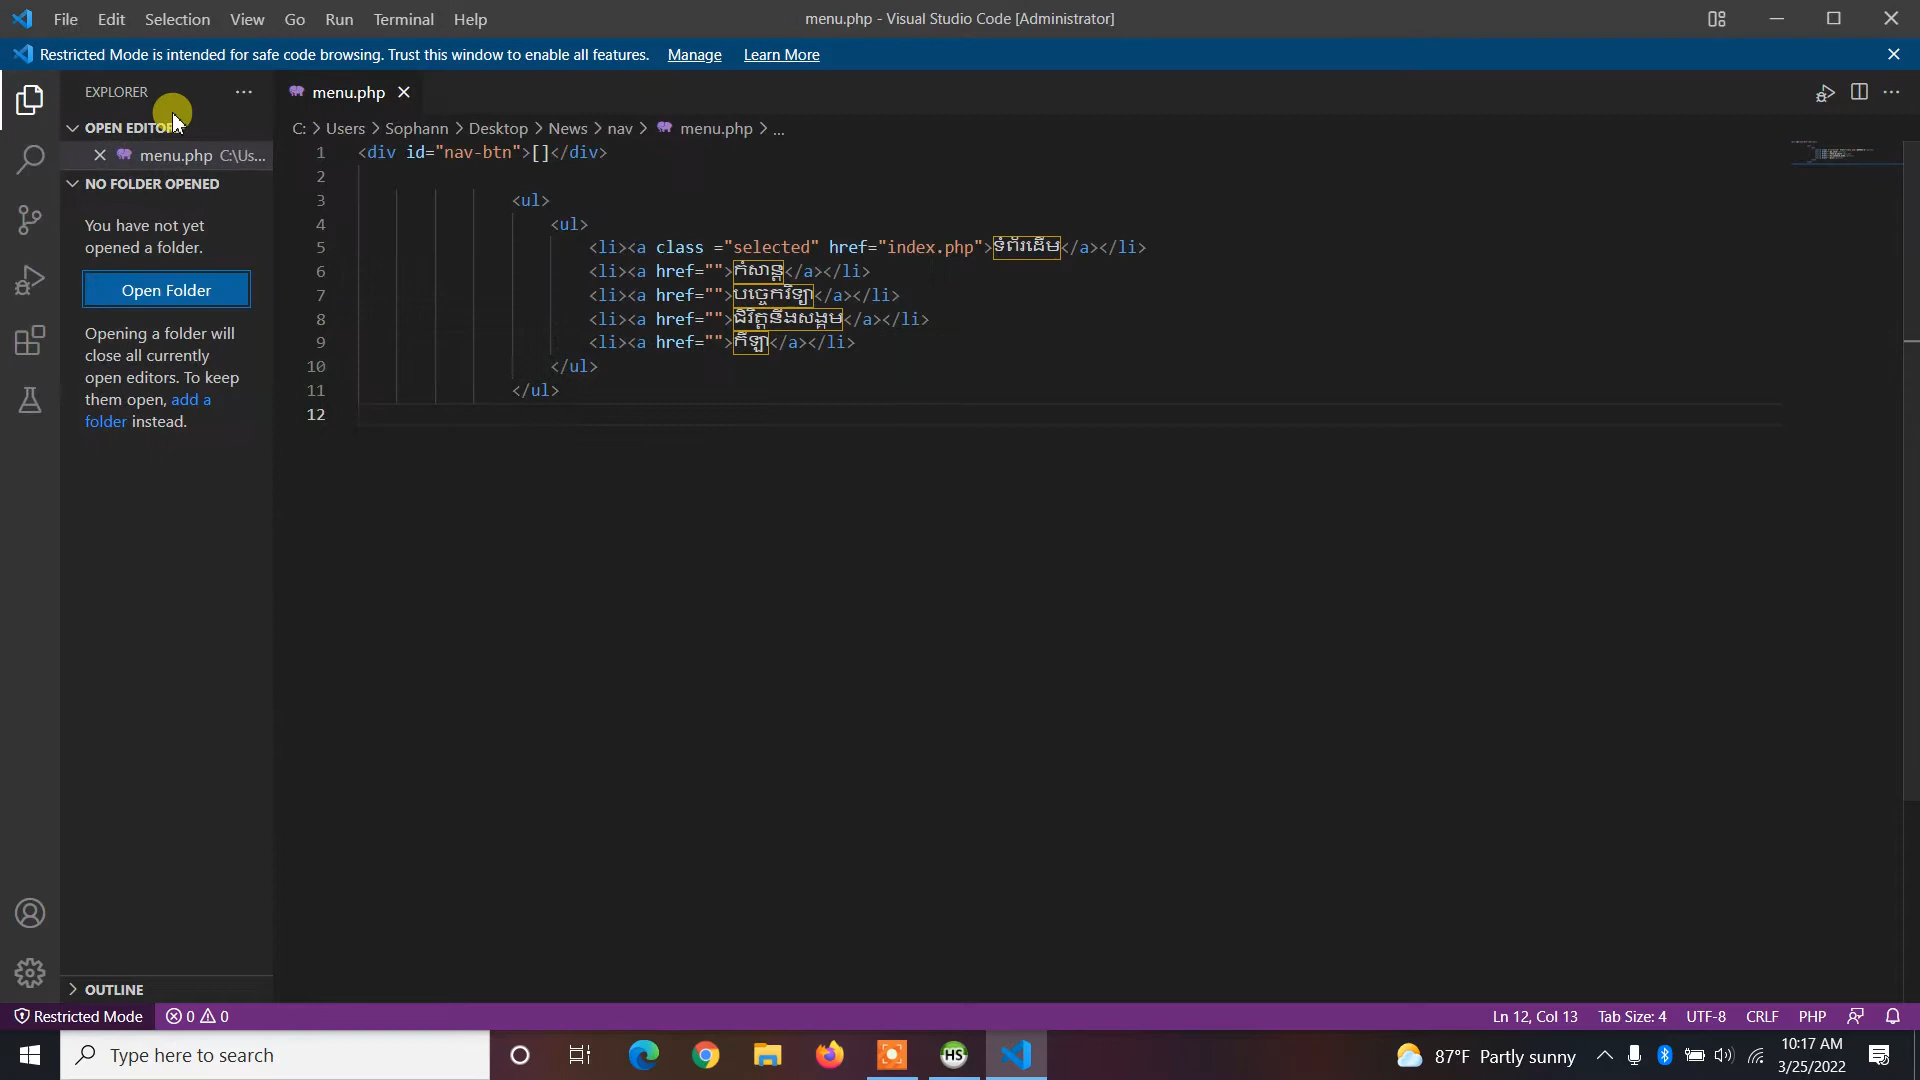 File Edit Selection View Go Run Terminal Help menu.php - Visual Studio Code [Administrator]
Restricted Mode is intended for safe code browsing. Trust this window to enable all features. Manage Learn More
EXPLORER
menu.php
OPEN EDITOR
C: > Users > Sophann > Desktop > News > nav > menu.php > ...
menu.php C:\Us...
NO FOLDER OPENED
You have not yet
opened a folder.
Open Folder
Opening a folder will
close all currently
open editors. To keep
them open, add a
folder instead.
OUTLINE
1 <div id="nav-btn">[]</div>
2
3 <ul>
4 <ul>
5 <li><a class ="selected" href="index.php">ទំព័រដើម</a></li>
6 <li><a href="">កំសាន្ត</a></li>
7 <li><a href="">បច្ចេកវិទ្យា</a></li>
8 <li><a href="">ជិវិត្តនឹងសង្គម</a></li>
9 <li><a href="">កីឡា</a></li>
10 </ul>
11 </ul>
12
Restricted Mode 0 0 Ln 12, Col 13 Tab Size: 4 UTF-8 CRLF PHP
Type here to search HS 87°F Partly sunny 10:17 AM
3/25/2022